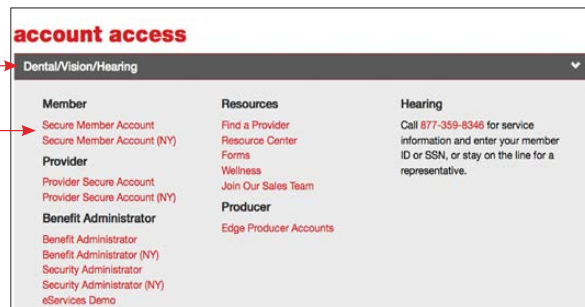 account access
Dental/Vision/Hearing
Member
Secure Member Account
Secure Member Account (NY)
Provider
Provider Secure Account
Provider Secure Account (NY)
Benefit Administrator
Benefit Administrator
Benefit Administrator (NY)
Security Administrator
Security Administrator (NY)
eServices Demo
Resources
Find a Provider
Resource Center
Forms
Wellness
Join Our Sales Team
Producer
Edge Producer Accounts
Hearing
Call 877-359-8346 for service
information and enter your member
ID or SSN, or stay on the line for a
representative.